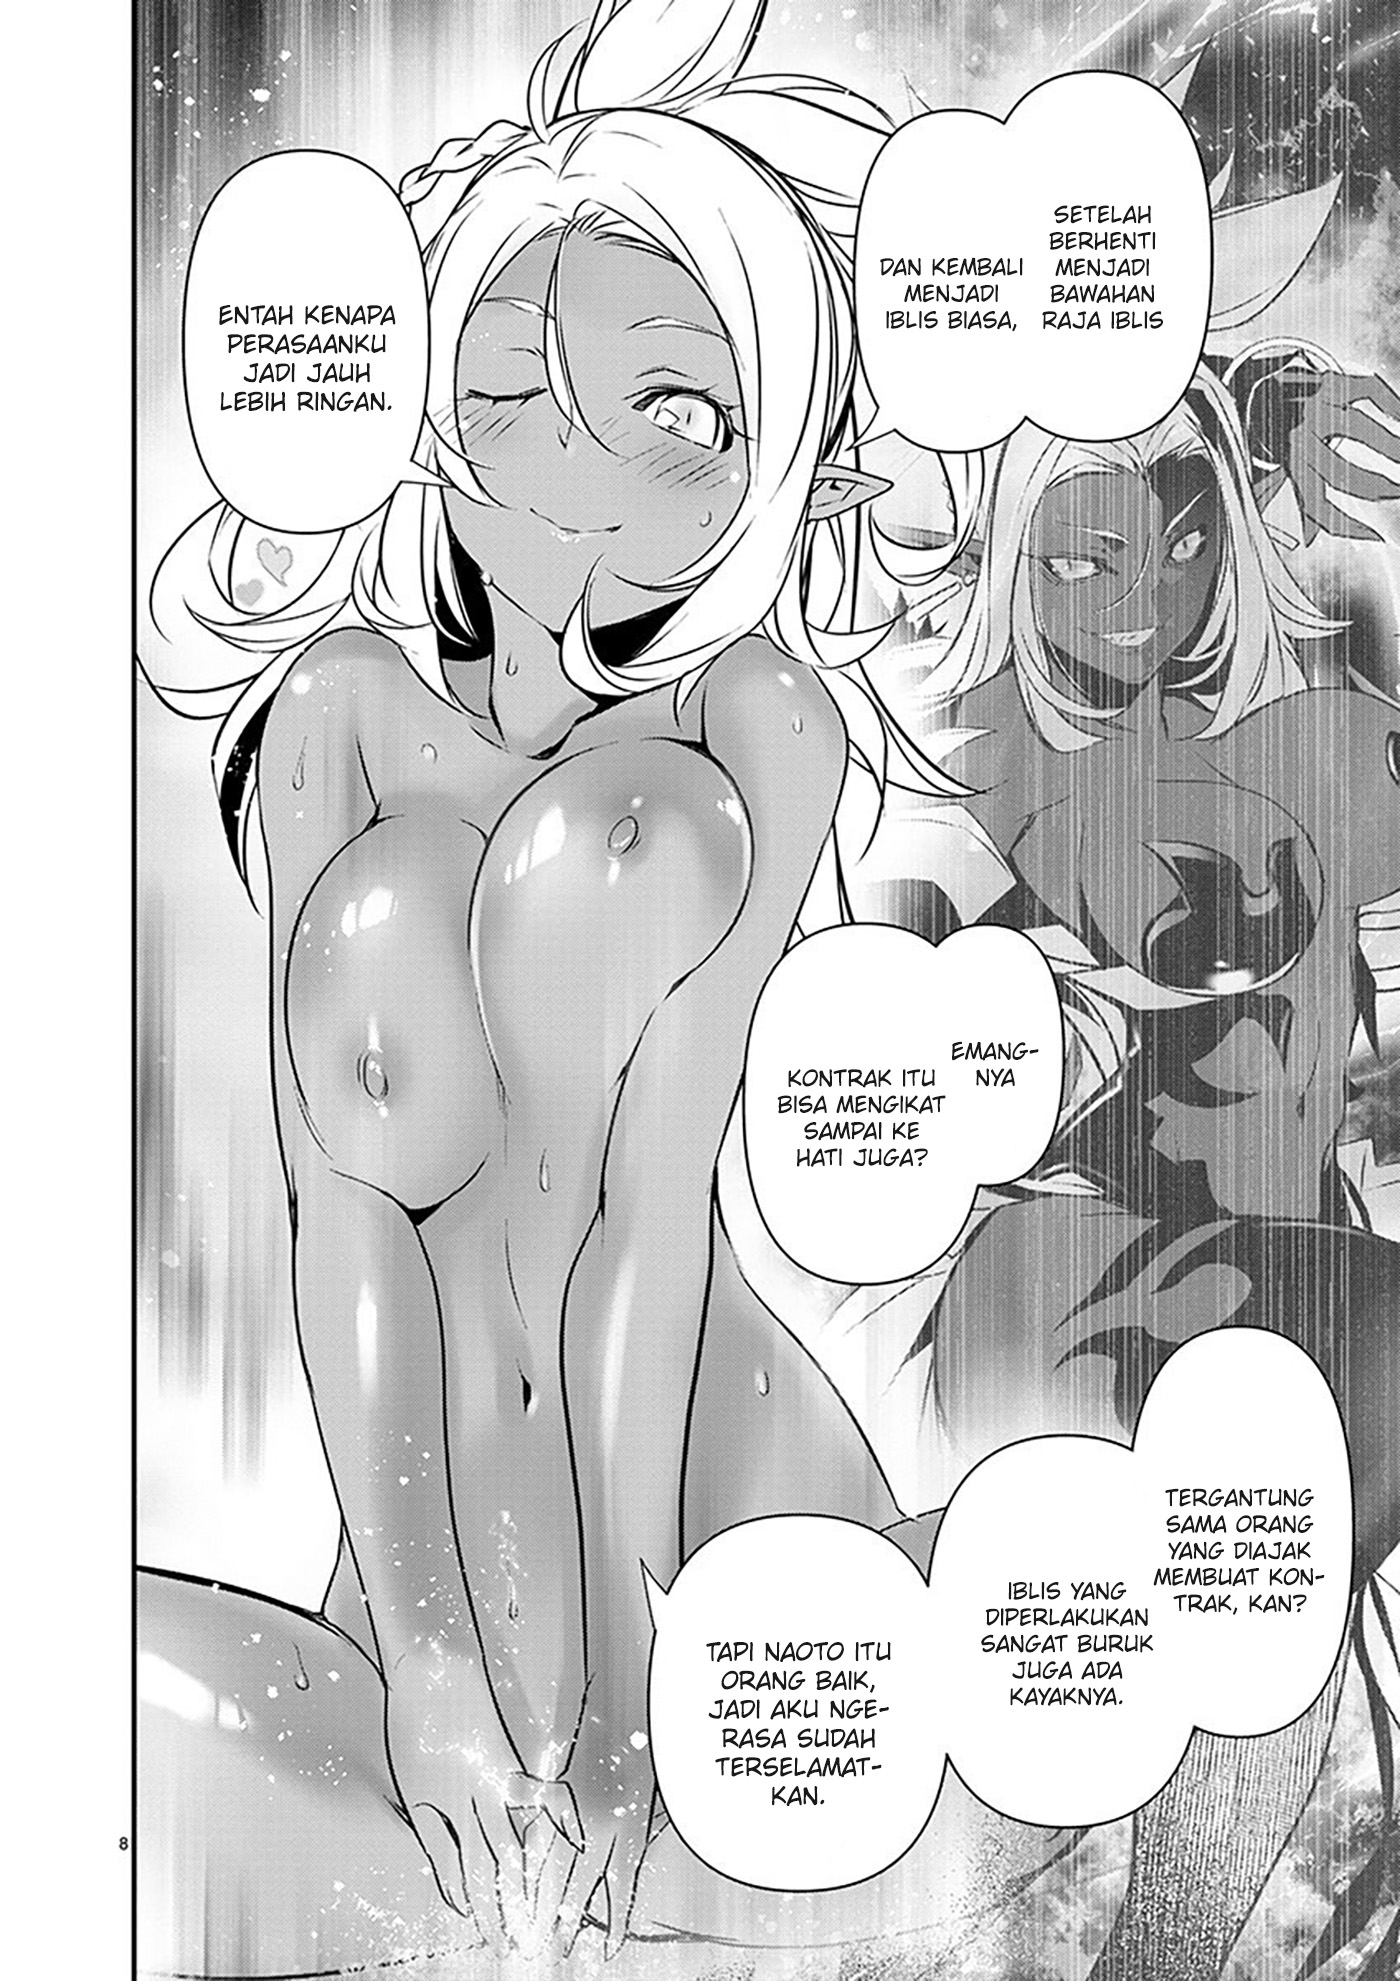 SETELAH
BERHENTI
MENJADI
BAWAHAN
RAJA IBLIS
DAN KEMBALI
MENJADI
IBLIS BIASA,
ENTAH KENAPA
PERASAANKU
JADI JAUH
LEBIH RINGAN.
EMANG-
NYA
KONTRAK ITU
BISA MENGIKAT
SAMPAI KE
HATI JUGA?
TERGANTUNG
SAMA ORANG
YANG DIAJAK
MEMBUAT KON-
TRAK, KAN?
IBLIS YANG
DIPERLAKUKAN
SANGAT BURUK
JUGA ADA
KAYAKNYA.
TAPI NAOTO ITU
ORANG BAIK,
JADI AKU NGE-
RASA SUDAH
TERSELAMAT-
KAN.
8